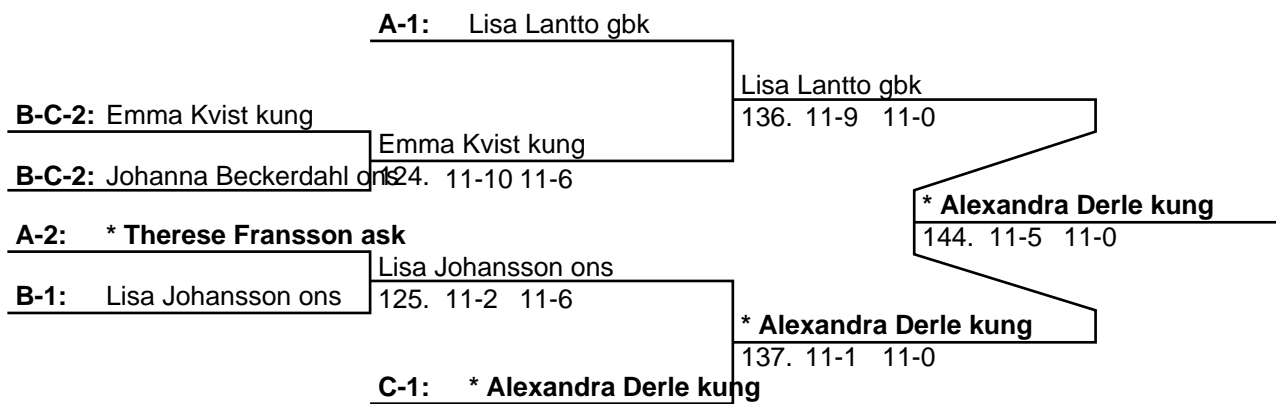 A-1: Lisa Lantto gbk
Lisa Lantto gbk
136. 11-9 11-0
B-C-2: Emma Kvist kung
Emma Kvist kung
B-C-2: Johanna Beckerdahl ons
124. 11-10 11-6
* Alexandra Derle kung
144. 11-5 11-0
A-2: * Therese Fransson ask
Lisa Johansson ons
B-1: Lisa Johansson ons
125. 11-2 11-6
* Alexandra Derle kung
137. 11-1 11-0
C-1: * Alexandra Derle kung